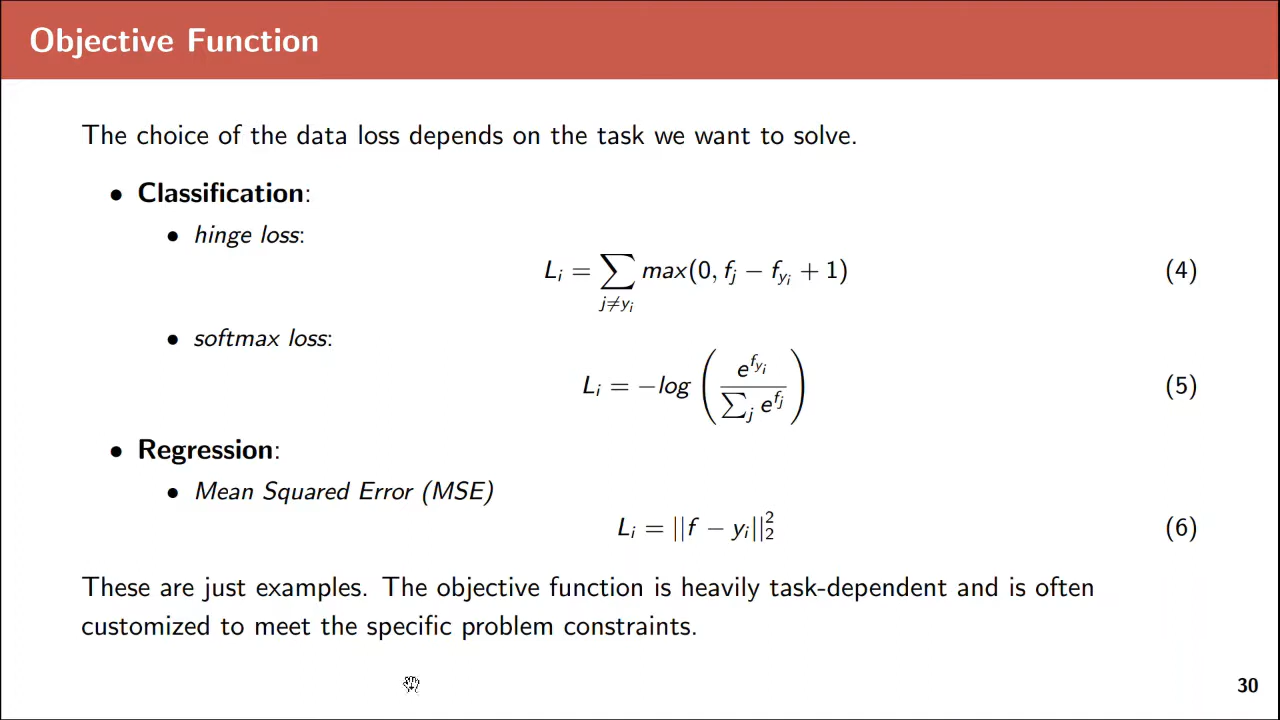 Objective Function
The choice of the data loss depends on the task we want to solve.
• Classification:
• hinge loss:
L_i = ∑_{j≠y_i} max(0, f_j − f_{y_i} + 1) (4)
• softmax loss:
L_i = −log ( e^{f_{y_i}} / ∑_j e^{f_j} ) (5)
• Regression:
• Mean Squared Error (MSE)
L_i = ||f − y_i||_2^2 (6)
These are just examples. The objective function is heavily task-dependent and is often
customized to meet the specific problem constraints.
30